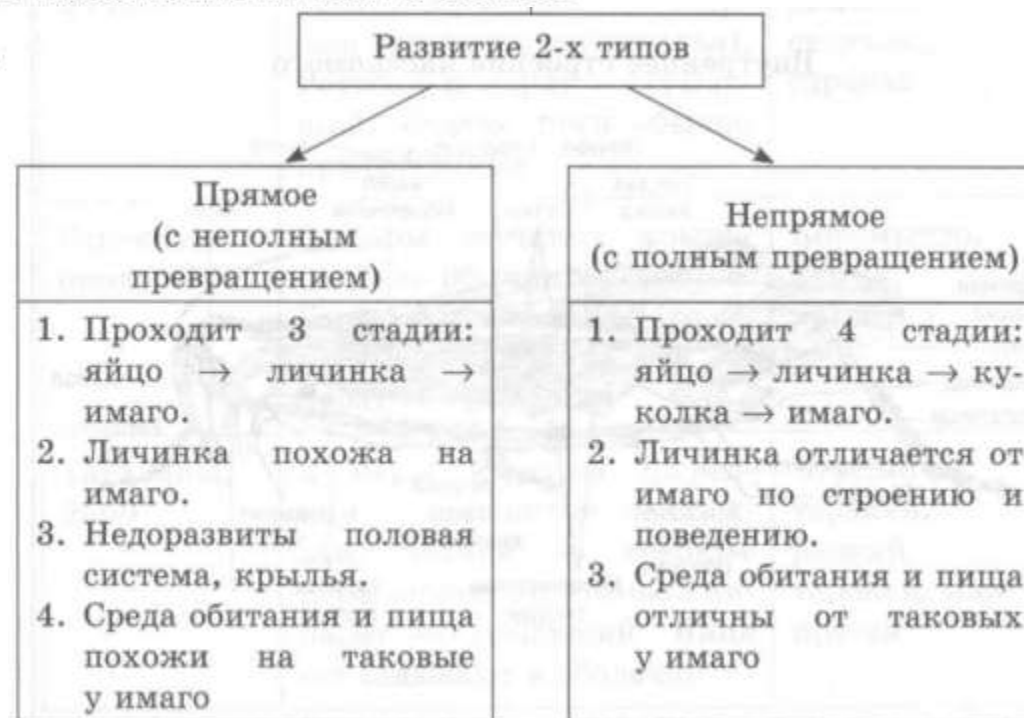 Развитие 2-х типов
Прямое
(с неполным
превращением)
1. Проходит 3 стадии:
яйцо → личинка →
имаго.
2. Личинка похожа на
имаго.
3. Недоразвиты половая
система, крылья.
4. Среда обитания и пища
похожи на таковые
у имаго
Непрямое
(с полным превращением)
1. Проходит 4 стадии:
яйцо → личинка → ку-
колка → имаго.
2. Личинка отличается от
имаго по строению и
поведению.
3. Среда обитания и пища
отличны от таковых
у имаго